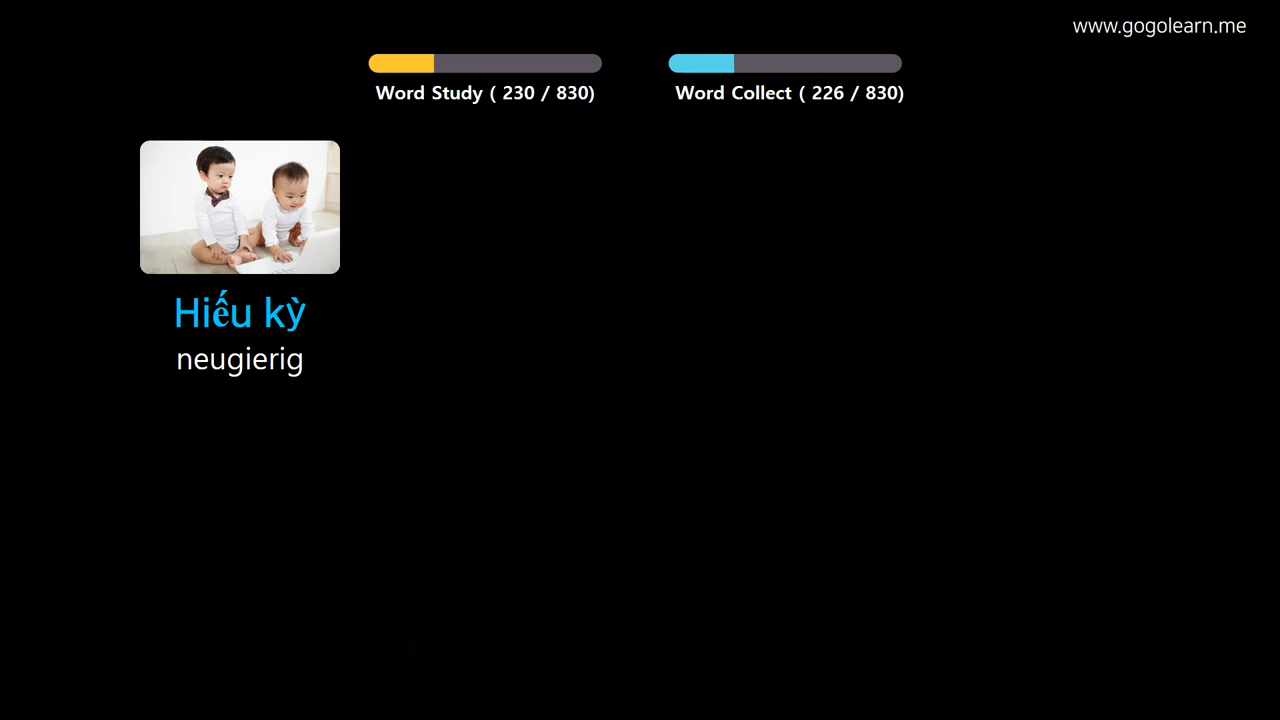 www.gogolearn.me
Word Study ( 230 / 830)
Word Collect ( 226 / 830)
Hiếu kỳ
neugierig